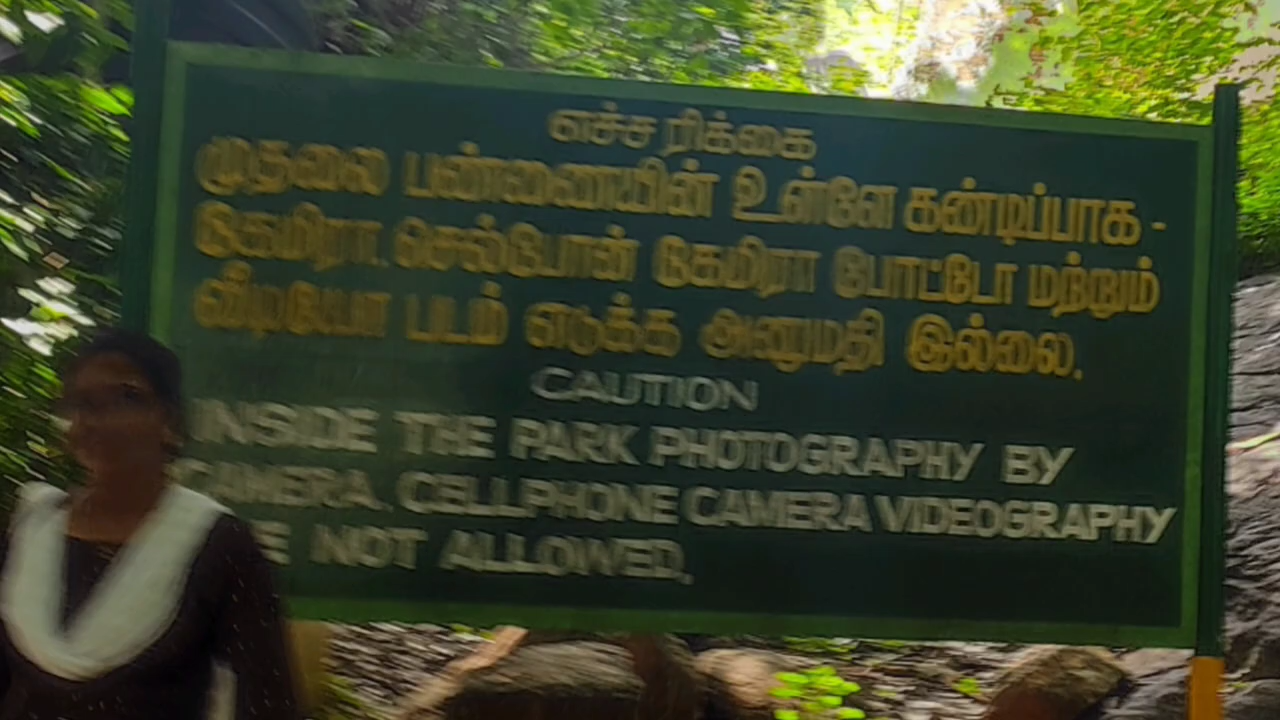 எச்சரிக்கை
முதலை பண்ணையின் உள்ளே கண்டிப்பாக -
கேமிரா. செல்போன் கேமிரா போட்டோ மற்றும்
வீடியோ படம் எடுக்க அனுமதி இல்லை.
CAUTION
INSIDE THE PARK PHOTOGRAPHY BY
CAMERA. CELLPHONE CAMERA VIDEOGRAPHY
NOT ALLOWED.